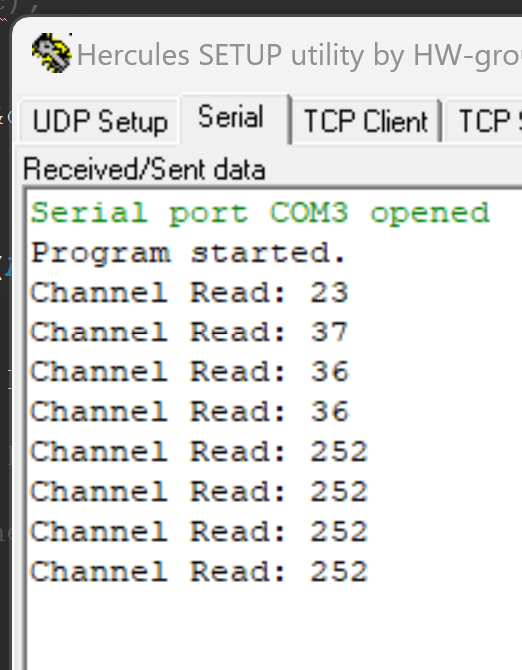 Hercules SETUP utility by HW-gro
UDP Setup
Serial
TCP Client
TCP
Received/Sent data
Serial port COM3 opened
Program started.
Channel Read: 23
Channel Read: 37
Channel Read: 36
Channel Read: 36
Channel Read: 252
Channel Read: 252
Channel Read: 252
Channel Read: 252